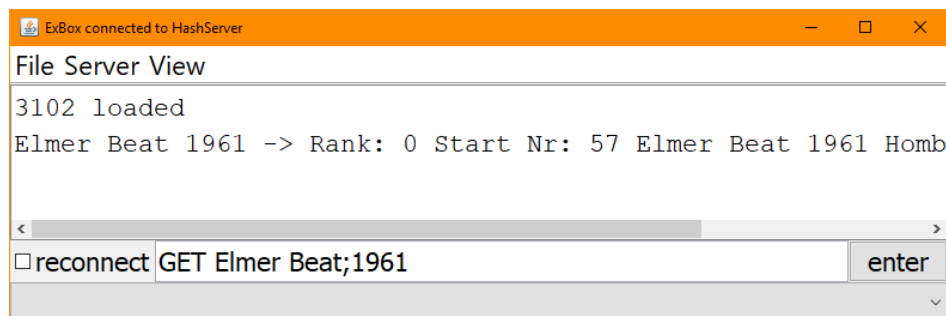 ExBox connected to HashServer
File Server View
3102 loaded
Elmer Beat 1961 -> Rank: 0 Start Nr: 57 Elmer Beat 1961 Homb
reconnect GET Elmer Beat;1961 enter